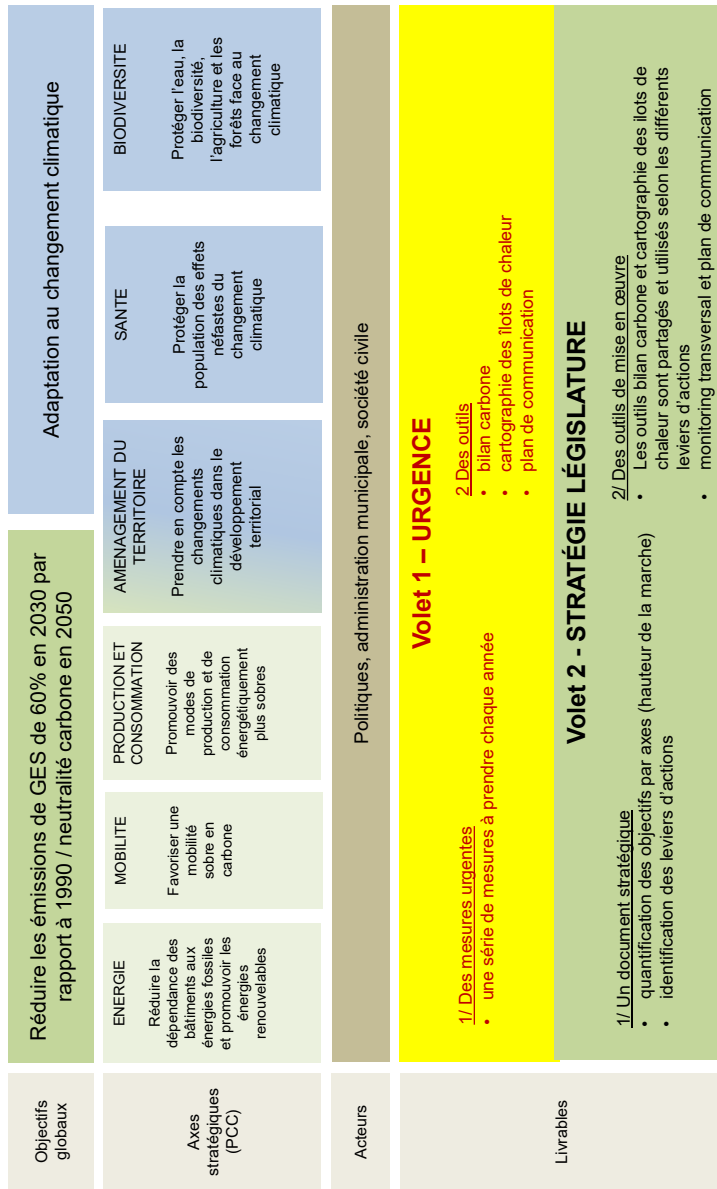 Objectifs
globaux
Réduire les émissions de GES de 60% en 2030 par
rapport à 1990 / neutralité carbone en 2050
Adaptation au changement climatique
Axes
stratégiques
(PCC)
ENERGIE
Réduire la
dépendance des
bâtiments aux
énergies fossiles
et promouvoir les
énergies
renouvelables
MOBILITE
Favoriser une
mobilité
sobre en
carbone
PRODUCTION ET
CONSOMMATION
Promouvoir des
modes de
production et de
consommation
énergétiquement
plus sobres
AMENAGEMENT DU
TERRITOIRE
Prendre en compte les
changements
climatiques dans le
développement
territorial
SANTE
Protéger la
population des effets
néfastes du
changement
climatique
BIODIVERSITE
Protéger l'eau, la
biodiversité,
l'agriculture et les
forêts face au
changement
climatique
Acteurs
Politiques, administration municipale, société civile
Livrables
Volet 1 – URGENCE
1/ Des mesures urgentes
• une série de mesures à prendre chaque année
2 Des outils
• bilan carbone
• cartographie des îlots de chaleur
• plan de communication
Volet 2 - STRATÉGIE LÉGISLATURE
1/ Un document stratégique
• quantification des objectifs par axes (hauteur de la marche)
• identification des leviers d'actions
2/ Des outils de mise en œuvre
• Les outils bilan carbone et cartographie des îlots de
chaleur sont partagés et utilisés selon les différents
leviers d'actions
• monitoring transversal et plan de communication